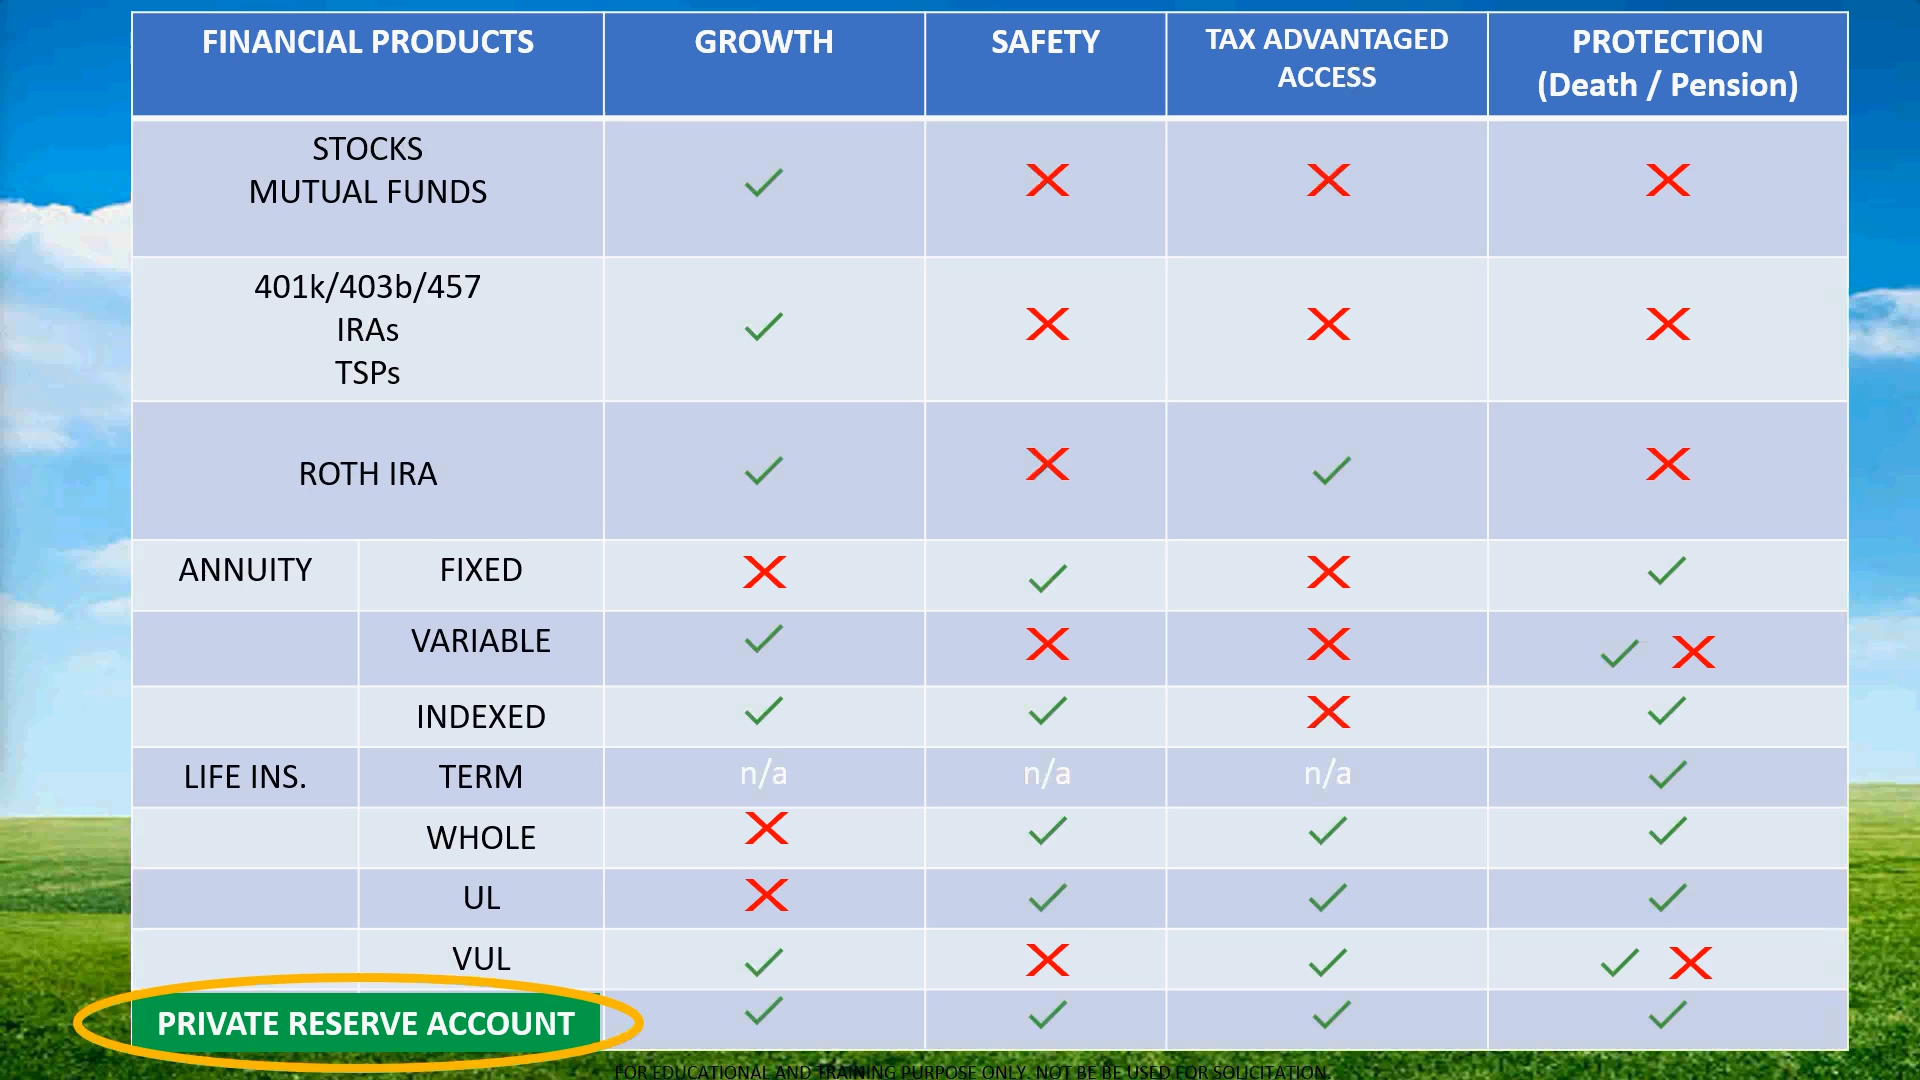 FINANCIAL PRODUCTS
GROWTH
SAFETY
TAX ADVANTAGED
ACCESS
PROTECTION
(Death / Pension)
STOCKS
MUTUAL FUNDS
401k/403b/457
IRAs
TSPs
ROTH IRA
ANNUITY
FIXED
VARIABLE
INDEXED
LIFE INS.
TERM
n/a
n/a
n/a
WHOLE
UL
VUL
PRIVATE RESERVE ACCOUNT
FOR EDUCATIONAL AND TRAINING PURPOSE ONLY. NOT BE BE USED FOR SOLICITATION.